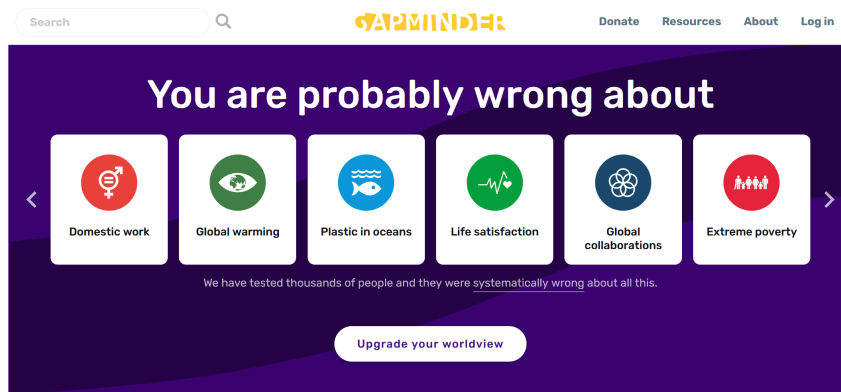 Search
GAPMINDER
Donate
Resources
About
Log in
You are probably wrong about
Domestic work
Global warming
Plastic in oceans
Life satisfaction
Global
collaborations
Extreme poverty
We have tested thousands of people and they were systematically wrong about all this.
Upgrade your worldview